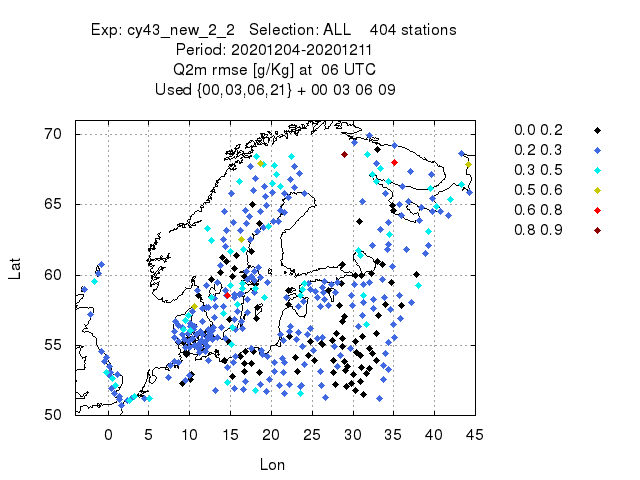 Exp: cy43_new_2_2   Selection: ALL    404 stations
Period: 20201204-20201211
Q2m rmse [g/Kg] at  06 UTC
Used {00,03,06,21} + 00 03 06 09
70
65
60
55
50
Lat
0 5 10 15 20 25 30 35 40 45
Lon
0.0 0.2
0.2 0.3
0.3 0.5
0.5 0.6
0.6 0.8
0.8 0.9